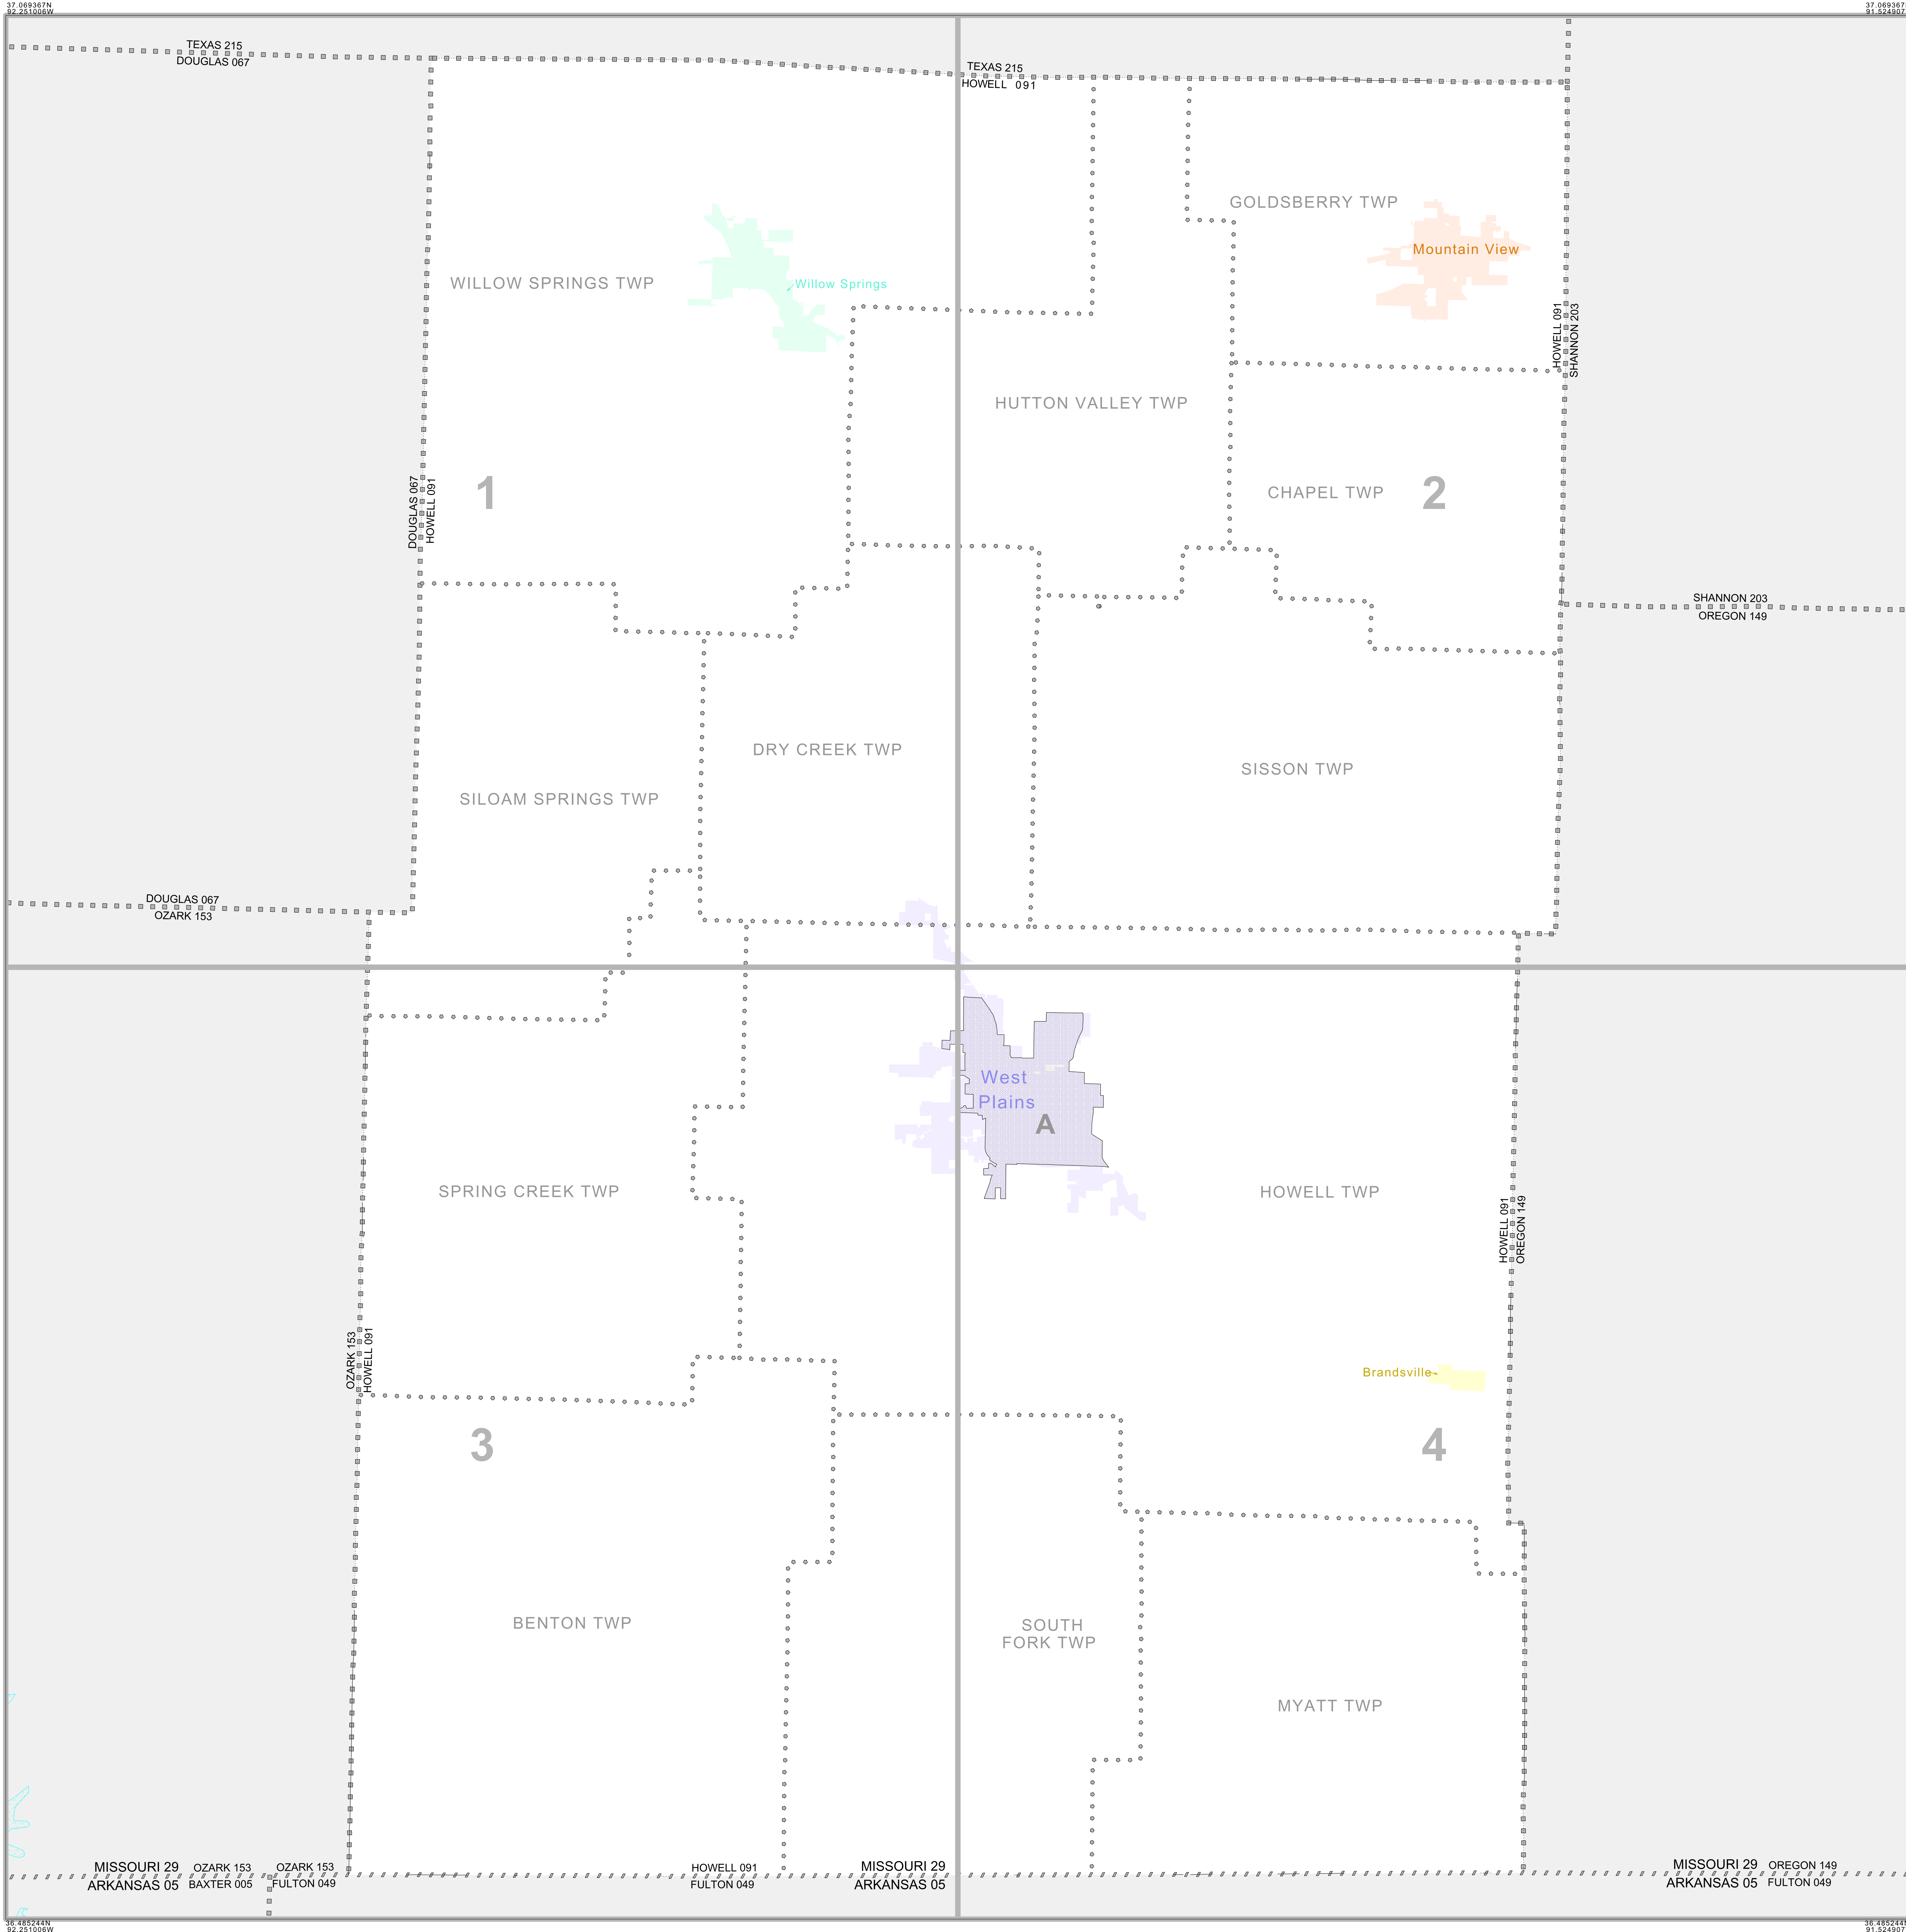 37.069367N
92.251006W
37.069367
91.524907
TEXAS 215
DOUGLAS 067
TEXAS 215
HOWELL 091
GOLDSBERRY TWP
Mountain View
WILLOW SPRINGS TWP
Willow Springs
HOWELL 091
SHANNON 203
HUTTON VALLEY TWP
DOUGLAS 067
HOWELL 091
1
CHAPEL TWP
2
SHANNON 203
OREGON 149
DRY CREEK TWP
SISSON TWP
SILOAM SPRINGS TWP
DOUGLAS 067
OZARK 153
West
Plains
A
SPRING CREEK TWP
HOWELL TWP
HOWELL 091
OREGON 149
OZARK 153
HOWELL 091
Brandsville
3
4
BENTON TWP
SOUTH
FORK TWP
MYATT TWP
MISSOURI 29 OZARK 153 OZARK 153 HOWELL 091 MISSOURI 29 MISSOURI 29 OREGON 149
ARKANSAS 05 BAXTER 005 FULTON 049 FULTON 049 ARKANSAS 05 ARKANSAS 05 FULTON 049
36.485244N
92.251006W
36.485244
91.524907